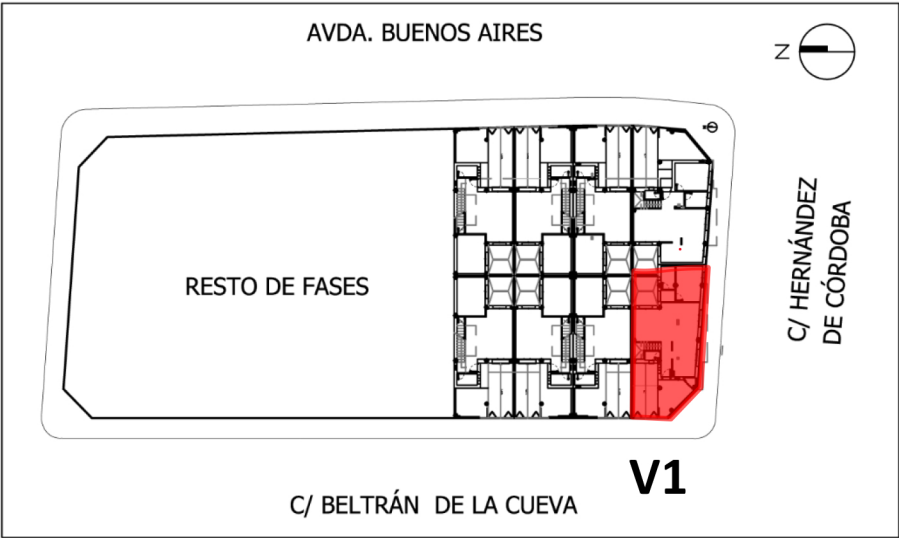 AVDA. BUENOS AIRES
N
C/ HERNÁNDEZ
DE CÓRDOBA
RESTO DE FASES
V1
C/ BELTRÁN DE LA CUEVA